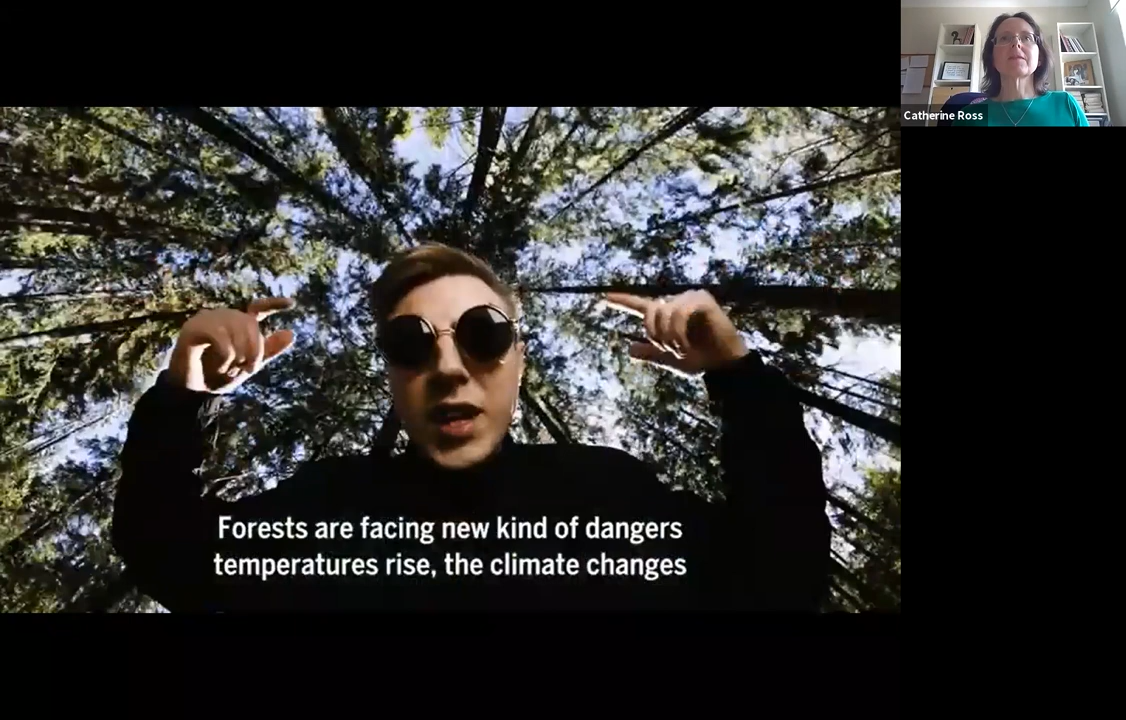 Catherine Ross
Forests are facing new kind of dangers
temperatures rise, the climate changes